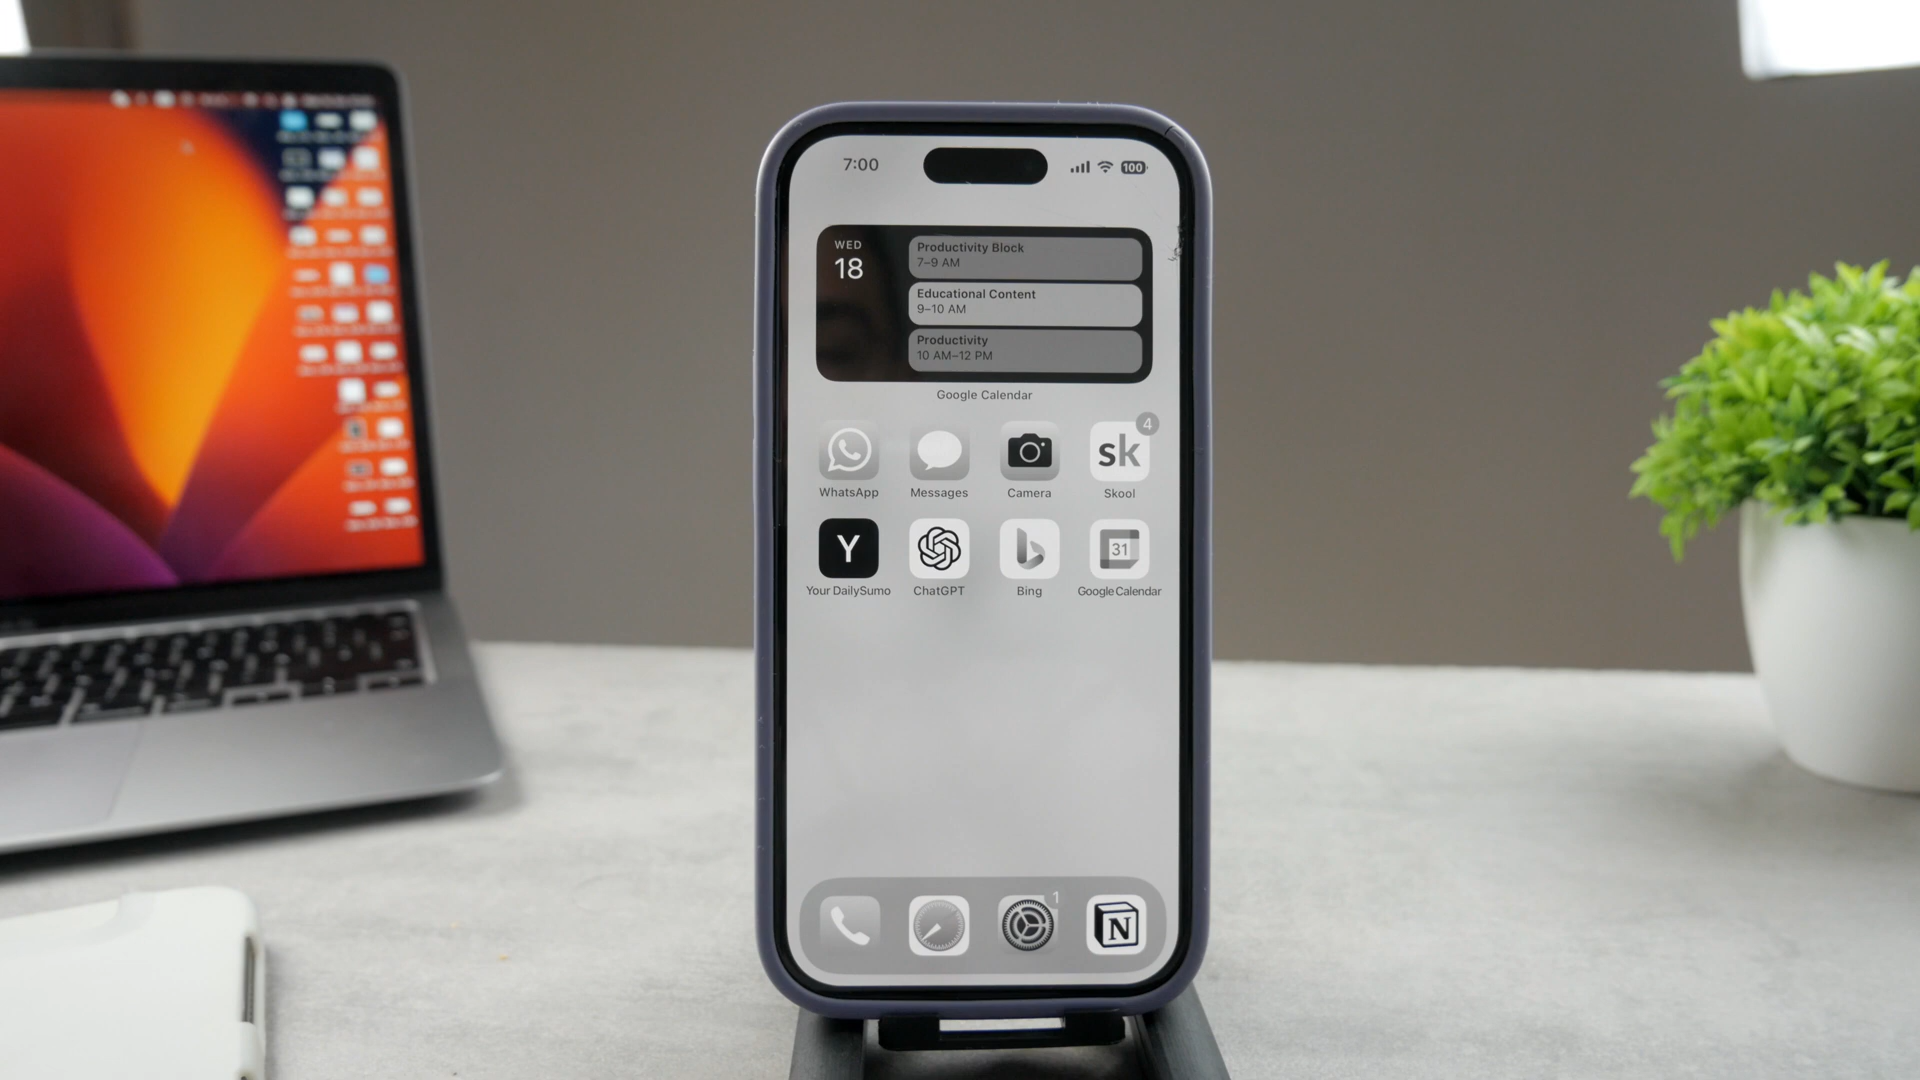 7:00
100
WED
18
Productivity Block
7–9 AM
Educational Content
9–10 AM
Productivity
10 AM–12 PM
Google Calendar
4
sk
WhatsApp
Messages
Camera
Skool
Y
31
Your DailySumo
ChatGPT
Bing
Google Calendar
1
N